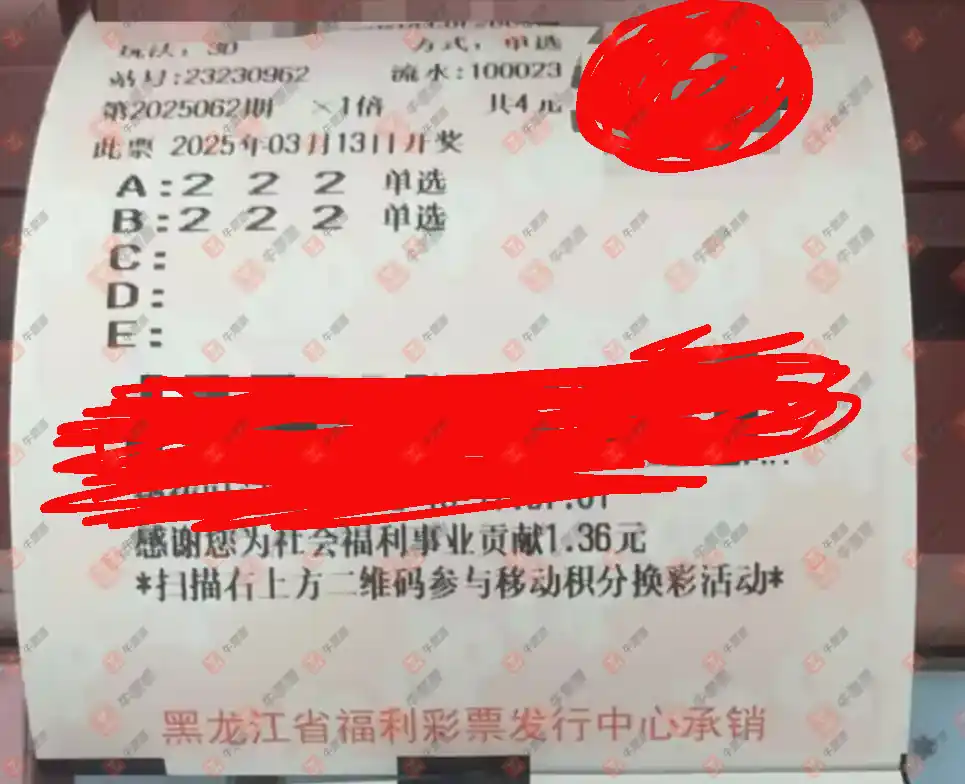 玩法：3D 方式：单选
站号:23230962 流水:100023
第2025062期 ×1倍 共4元
此票 2025年03月13日开奖
A:2 2 2 单选
B:2 2 2 单选
C:
D:
E:
感谢您为社会福利事业贡献1.36元
*扫描右上方二维码参与移动积分换彩活动*
黑龙江省福利彩票发行中心承销